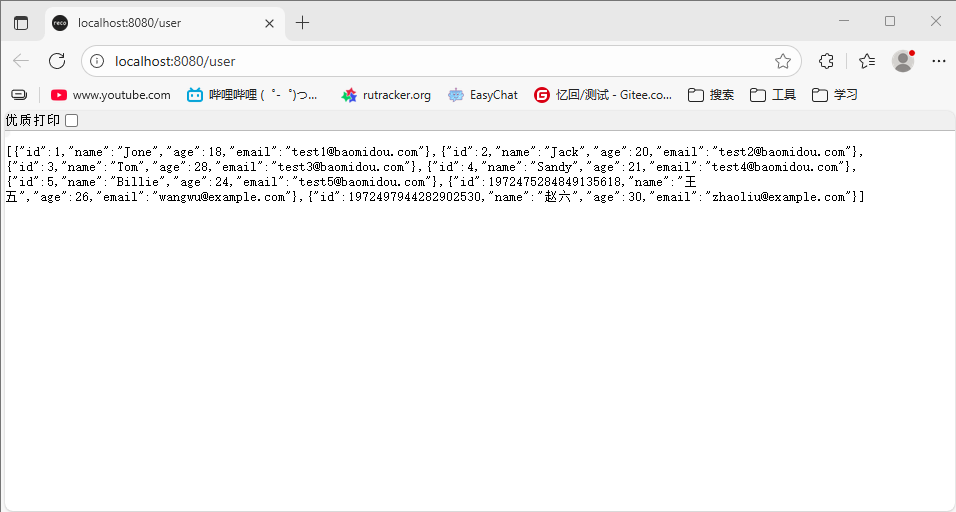 localhost:8080/user
localhost:8080/user
www.youtube.com 哔哩哔哩 ( ゜- ゜)つ... rutracker.org EasyChat 忆回/测试 - Gitee.co... 搜索 工具 学习
优质打印
[{"id":1,"name":"Jone","age":18,"email":"test1@baomidou.com"},{"id":2,"name":"Jack","age":20,"email":"test2@baomidou.com"},
{"id":3,"name":"Tom","age":28,"email":"test3@baomidou.com"},{"id":4,"name":"Sandy","age":21,"email":"test4@baomidou.com"},
{"id":5,"name":"Billie","age":24,"email":"test5@baomidou.com"},{"id":1972475284849135618,"name":"王
五","age":26,"email":"wangwu@example.com"},{"id":1972497944282902530,"name":"赵六","age":30,"email":"zhaoliu@example.com"}]